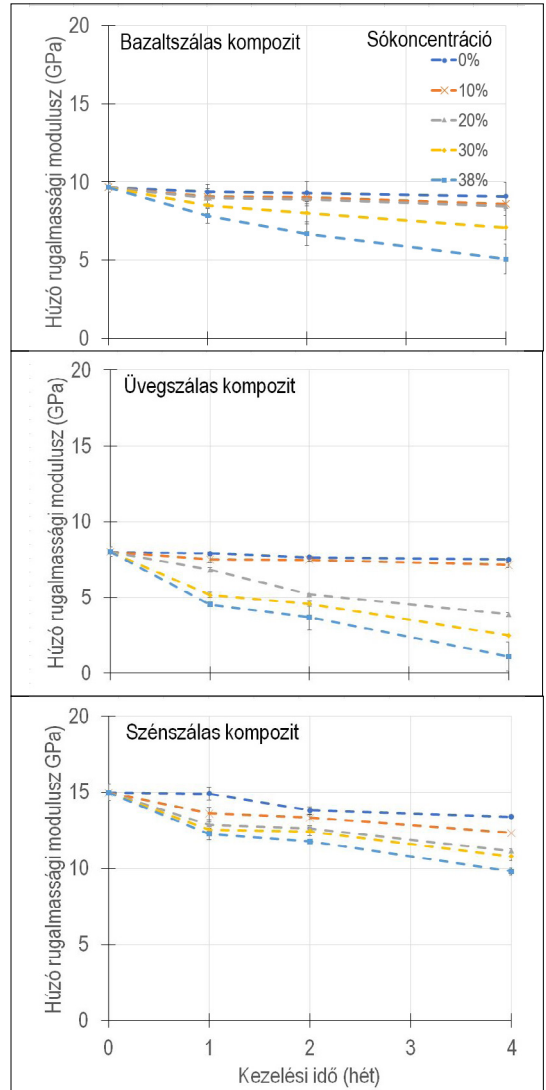 Bazaltszálas kompozit
Sókoncentráció
0%
10%
20%
30%
38%
Húzó rugalmassági modulusz (GPa)
20
15
10
5
0
Üvegszálas kompozit
Húzó rugalmassági modulusz (GPa)
20
15
10
5
0
Szénszálas kompozit
Húzó rugalmassági modulusz GPa)
20
15
10
5
0
0 1 2 3 4
Kezelési idő (hét)